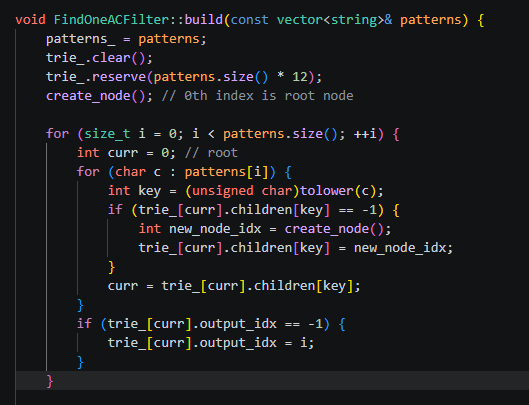 void FindOneACFilter::build(const vector<string>& patterns) {
    patterns_ = patterns;
    trie_.clear();
    trie_.reserve(patterns.size() * 12);
    create_node(); // 0th index is root node

    for (size_t i = 0; i < patterns.size(); ++i) {
        int curr = 0; // root
        for (char c : patterns[i]) {
            int key = (unsigned char)tolower(c);
            if (trie_[curr].children[key] == -1) {
                int new_node_idx = create_node();
                trie_[curr].children[key] = new_node_idx;
            }
            curr = trie_[curr].children[key];
        }
        if (trie_[curr].output_idx == -1) {
            trie_[curr].output_idx = i;
        }
    }